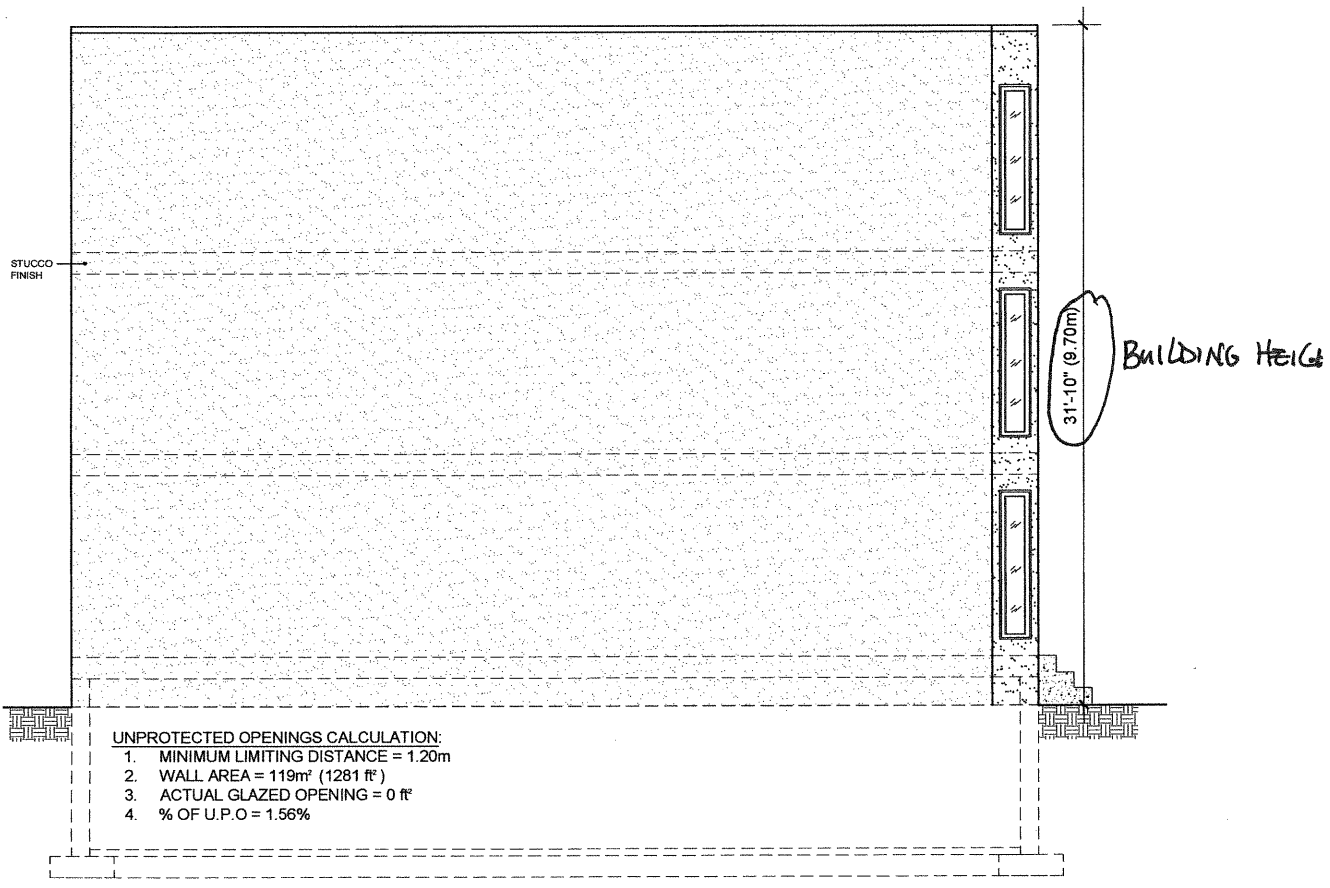 STUCCO
FINISH
31'-10" (9.70m)
BUILDING HEIG
UNPROTECTED OPENINGS CALCULATION:
1. MINIMUM LIMITING DISTANCE = 1.20m
2. WALL AREA = 119m² (1281 ft²)
3. ACTUAL GLAZED OPENING = 0 ft²
4. % OF U.P.O = 1.56%